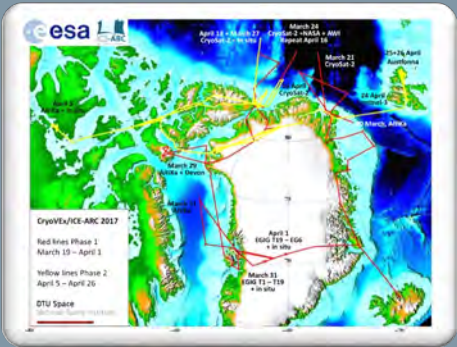 esa
ICE-ARC
April 14 + March 27
CryoSat-2 + in situ
March 24
CryoSat-2 +NASA + AWI
Repeat April 16
March 21
CryoSat-2
25+26 April
Austfonna
April
CryoSat-2
March, AltiKa
March 29
AltiKa + Devon
April 1
EGIG T19 – EG6
+ in situ
March 31
EGIG T1 – T19
+ in situ
CryoVEx/ICE-ARC 2017
Red lines Phase 1
March 19 – April 1
Yellow lines Phase 2
April 5 – April 26
DTU Space